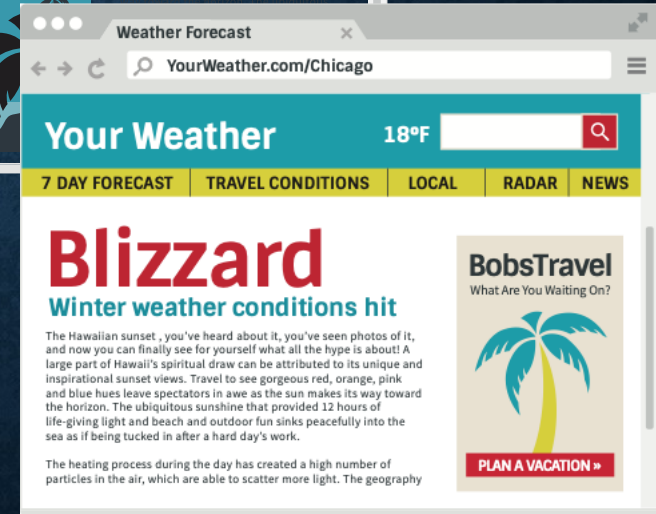 Weather Forecast
YourWeather.com/Chicago
Your Weather
18ºF
7 DAY FORECAST
TRAVEL CONDITIONS
LOCAL
RADAR
NEWS
Blizzard
Winter weather conditions hit
The Hawaiian sunset , you've heard about it, you've seen photos of it,
and now you can finally see for yourself what all the hype is about! A
large part of Hawaii's spiritual draw can be attributed to its unique and
inspirational sunset views. Travel to see gorgeous red, orange, pink
and blue hues leave spectators in awe as the sun makes its way toward
the horizon. The ubiquitous sunshine that provided 12 hours of
life-giving light and beach and outdoor fun sinks peacefully into the
sea as if being tucked in after a hard day's work.
The heating process during the day has created a high number of
particles in the air, which are able to scatter more light. The geography
BobsTravel
What Are You Waiting On?
PLAN A VACATION »